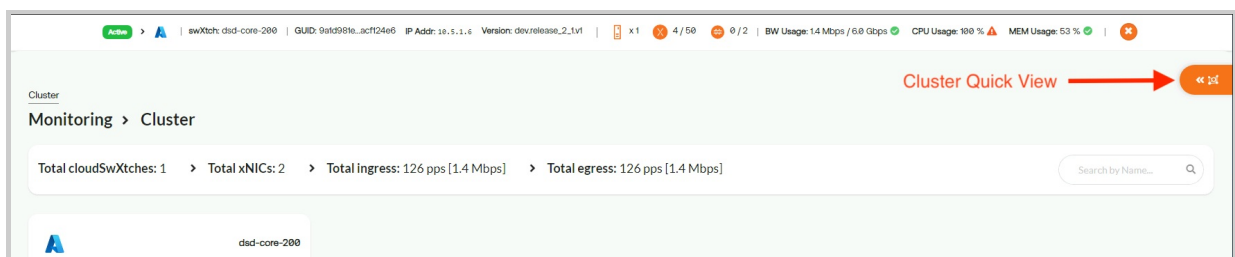 Active > | swXtch: dsd-core-200 | GUID: 9a1d981e...acf124e6 IP Addr: 10.5.1.6 Version: dev.release_2_1.v1 | x 1 4 / 50 0 / 2 | BW Usage: 1.4 Mbps / 6.0 Gbps CPU Usage: 100 % MEM Usage: 53 % |
Cluster Quick View
Cluster
Monitoring > Cluster
Total cloudSwXtches: 1 > Total xNICs: 2 > Total ingress: 126 pps [1.4 Mbps] > Total egress: 126 pps [1.4 Mbps] Search by Name...
dsd-core-200